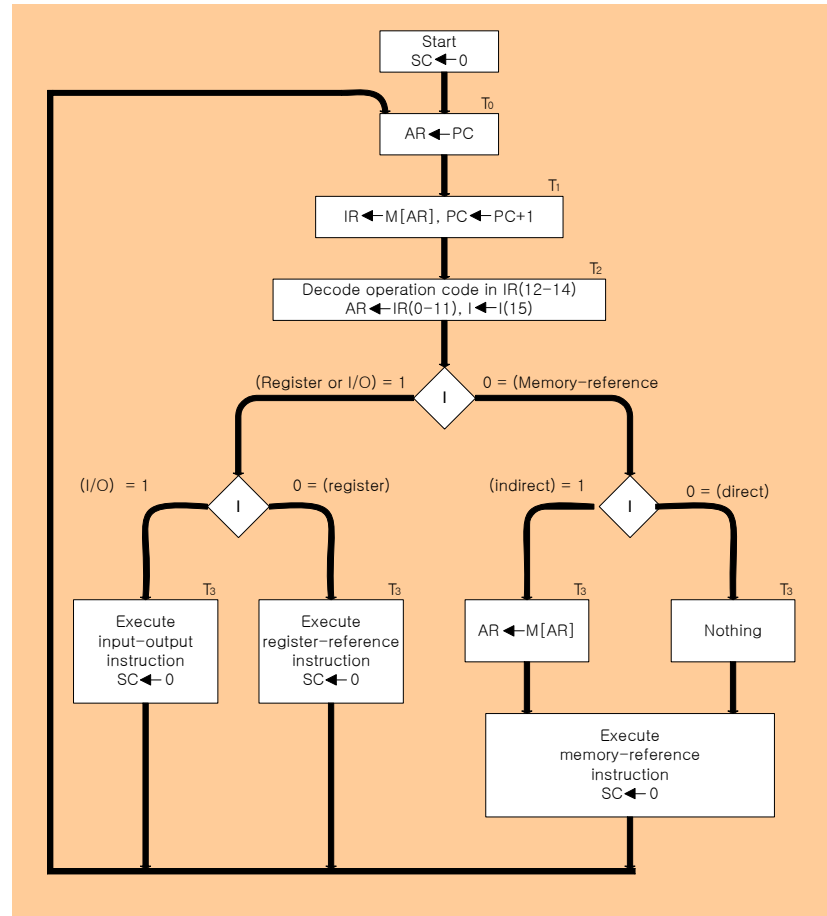 Start
SC←0
T0
AR←PC
T1
IR←M[AR], PC←PC+1
T2
Decode operation code in IR(12-14)
AR←IR(0-11), I←I(15)
(Register or I/O) = 1
I
0 = (Memory-reference
(I/O) = 1
I
0 = (register)
(indirect) = 1
I
0 = (direct)
T3
Execute
input-output
instruction
SC←0
T3
Execute
register-reference
instruction
SC←0
T3
AR←M[AR]
T3
Nothing
Execute
memory-reference
instruction
SC←0